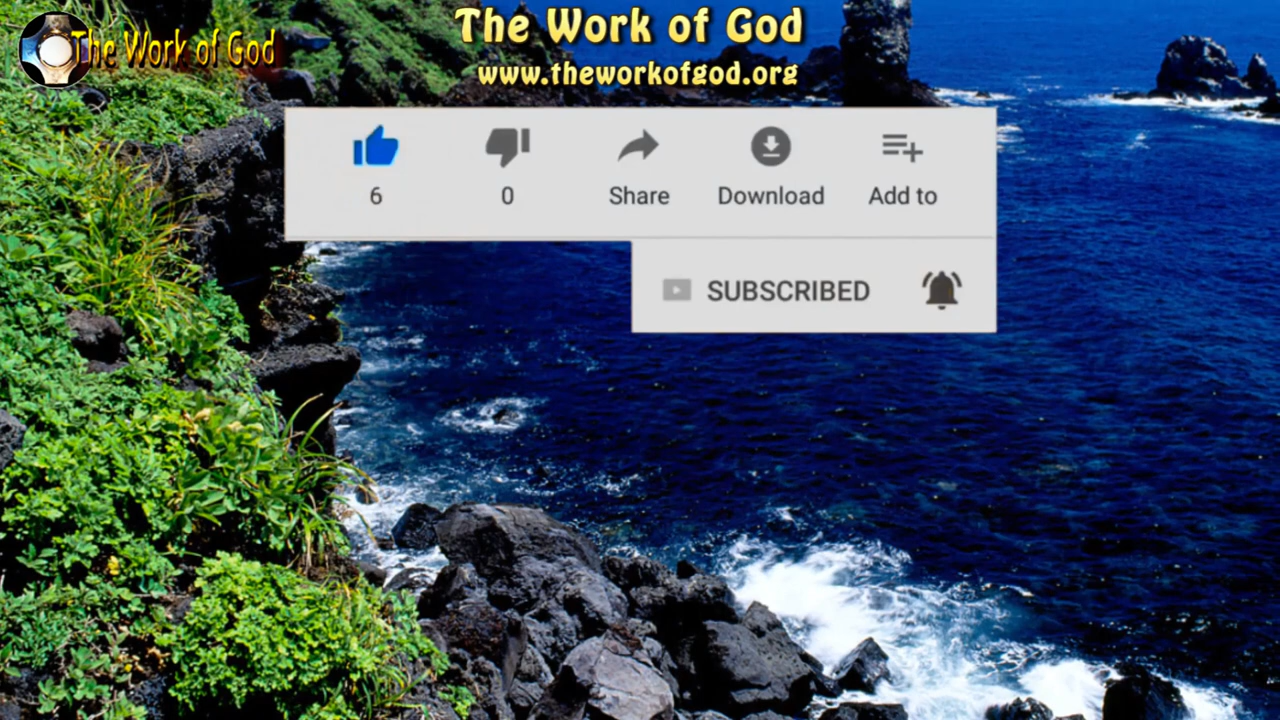 The Work of God
The Work of God
www.theworkofgod.org
6
0
Share
Download
Add to
SUBSCRIBED